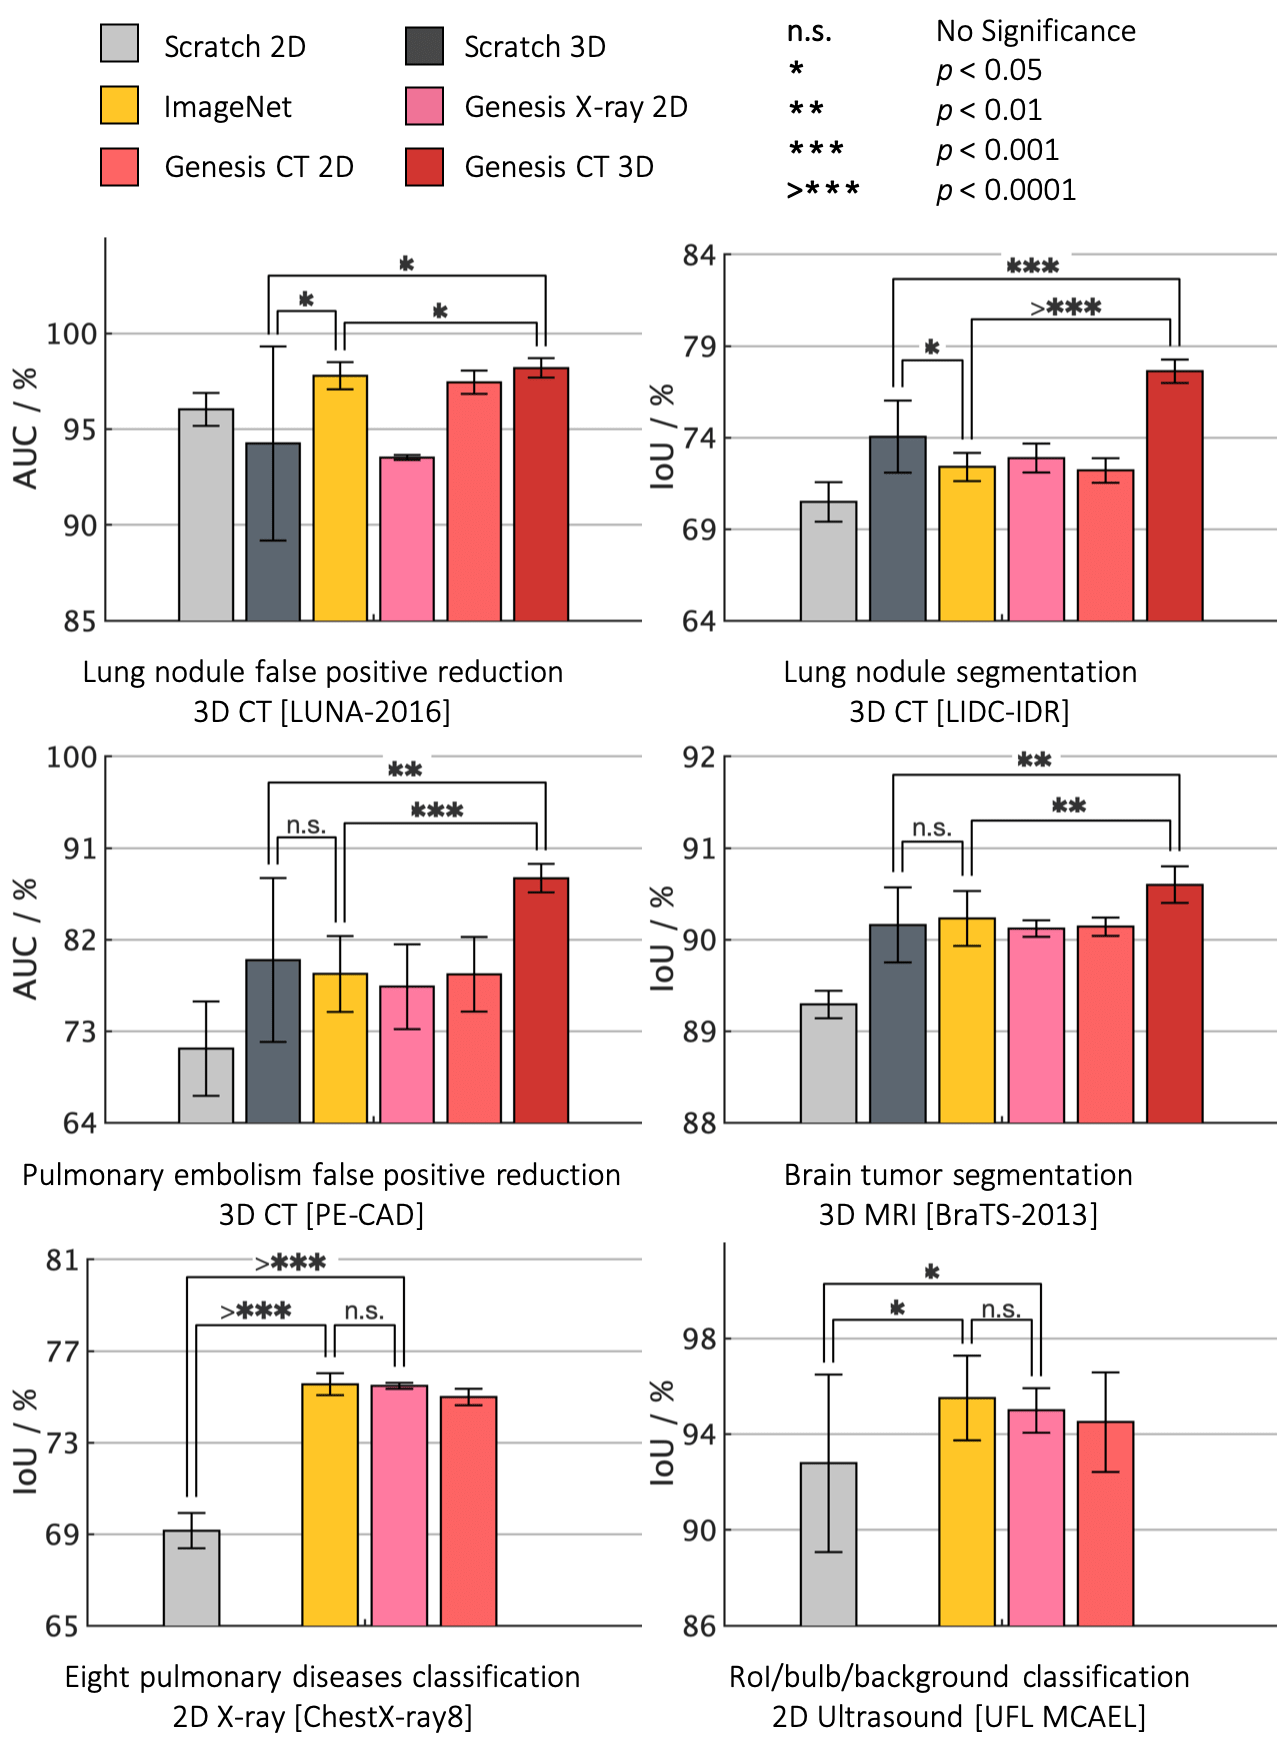 Scratch 2D
Scratch 3D
ImageNet
Genesis X-ray 2D
Genesis CT 2D
Genesis CT 3D
n.s. No Significance
* p < 0.05
** p < 0.01
*** p < 0.001
>*** p < 0.0001
AUC / %
100
95
90
85
*
*
*
Lung nodule false positive reduction
3D CT [LUNA-2016]
IoU / %
84
79
74
69
64
***
>***
*
Lung nodule segmentation
3D CT [LIDC-IDR]
AUC / %
100
91
82
73
64
**
***
n.s.
Pulmonary embolism false positive reduction
3D CT [PE-CAD]
IoU / %
92
91
90
89
88
**
**
n.s.
Brain tumor segmentation
3D MRI [BraTS-2013]
IoU / %
81
77
73
69
65
>***
>***
n.s.
Eight pulmonary diseases classification
2D X-ray [ChestX-ray8]
IoU / %
98
94
90
86
*
*
n.s.
RoI/bulb/background classification
2D Ultrasound [UFL MCAEL]